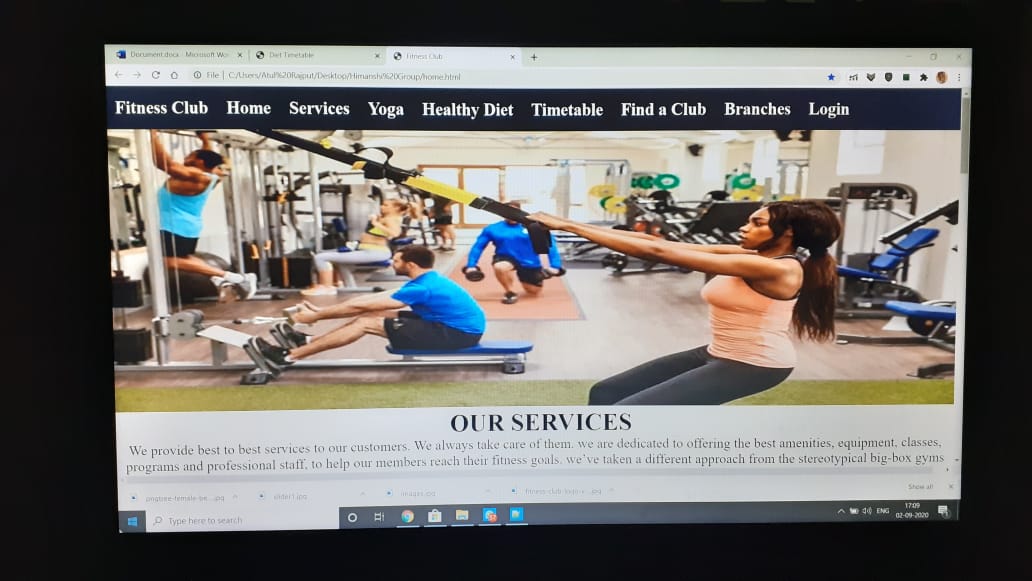 Document.docx - Microsoft Wo
Diet Timetable
Fitness Club
File | C:/Users/Atul%20Rajput/Desktop/Himanshi%20Group/home.html
Fitness Club Home Services Yoga Healthy Diet Timetable Find a Club Branches Login
OUR SERVICES
We provide best to best services to our customers. We always take care of them. we are dedicated to offering the best amenities, equipment, classes,
programs and professional staff, to help our members reach their fitness goals. we've taken a different approach from the stereotypical big-box gyms
pngtree-female-be....jpg
slider1.jpg
images.jpg
fitness-club-logo-v...jpg
Show all
Type here to search
ENG
17:09
02-09-2020